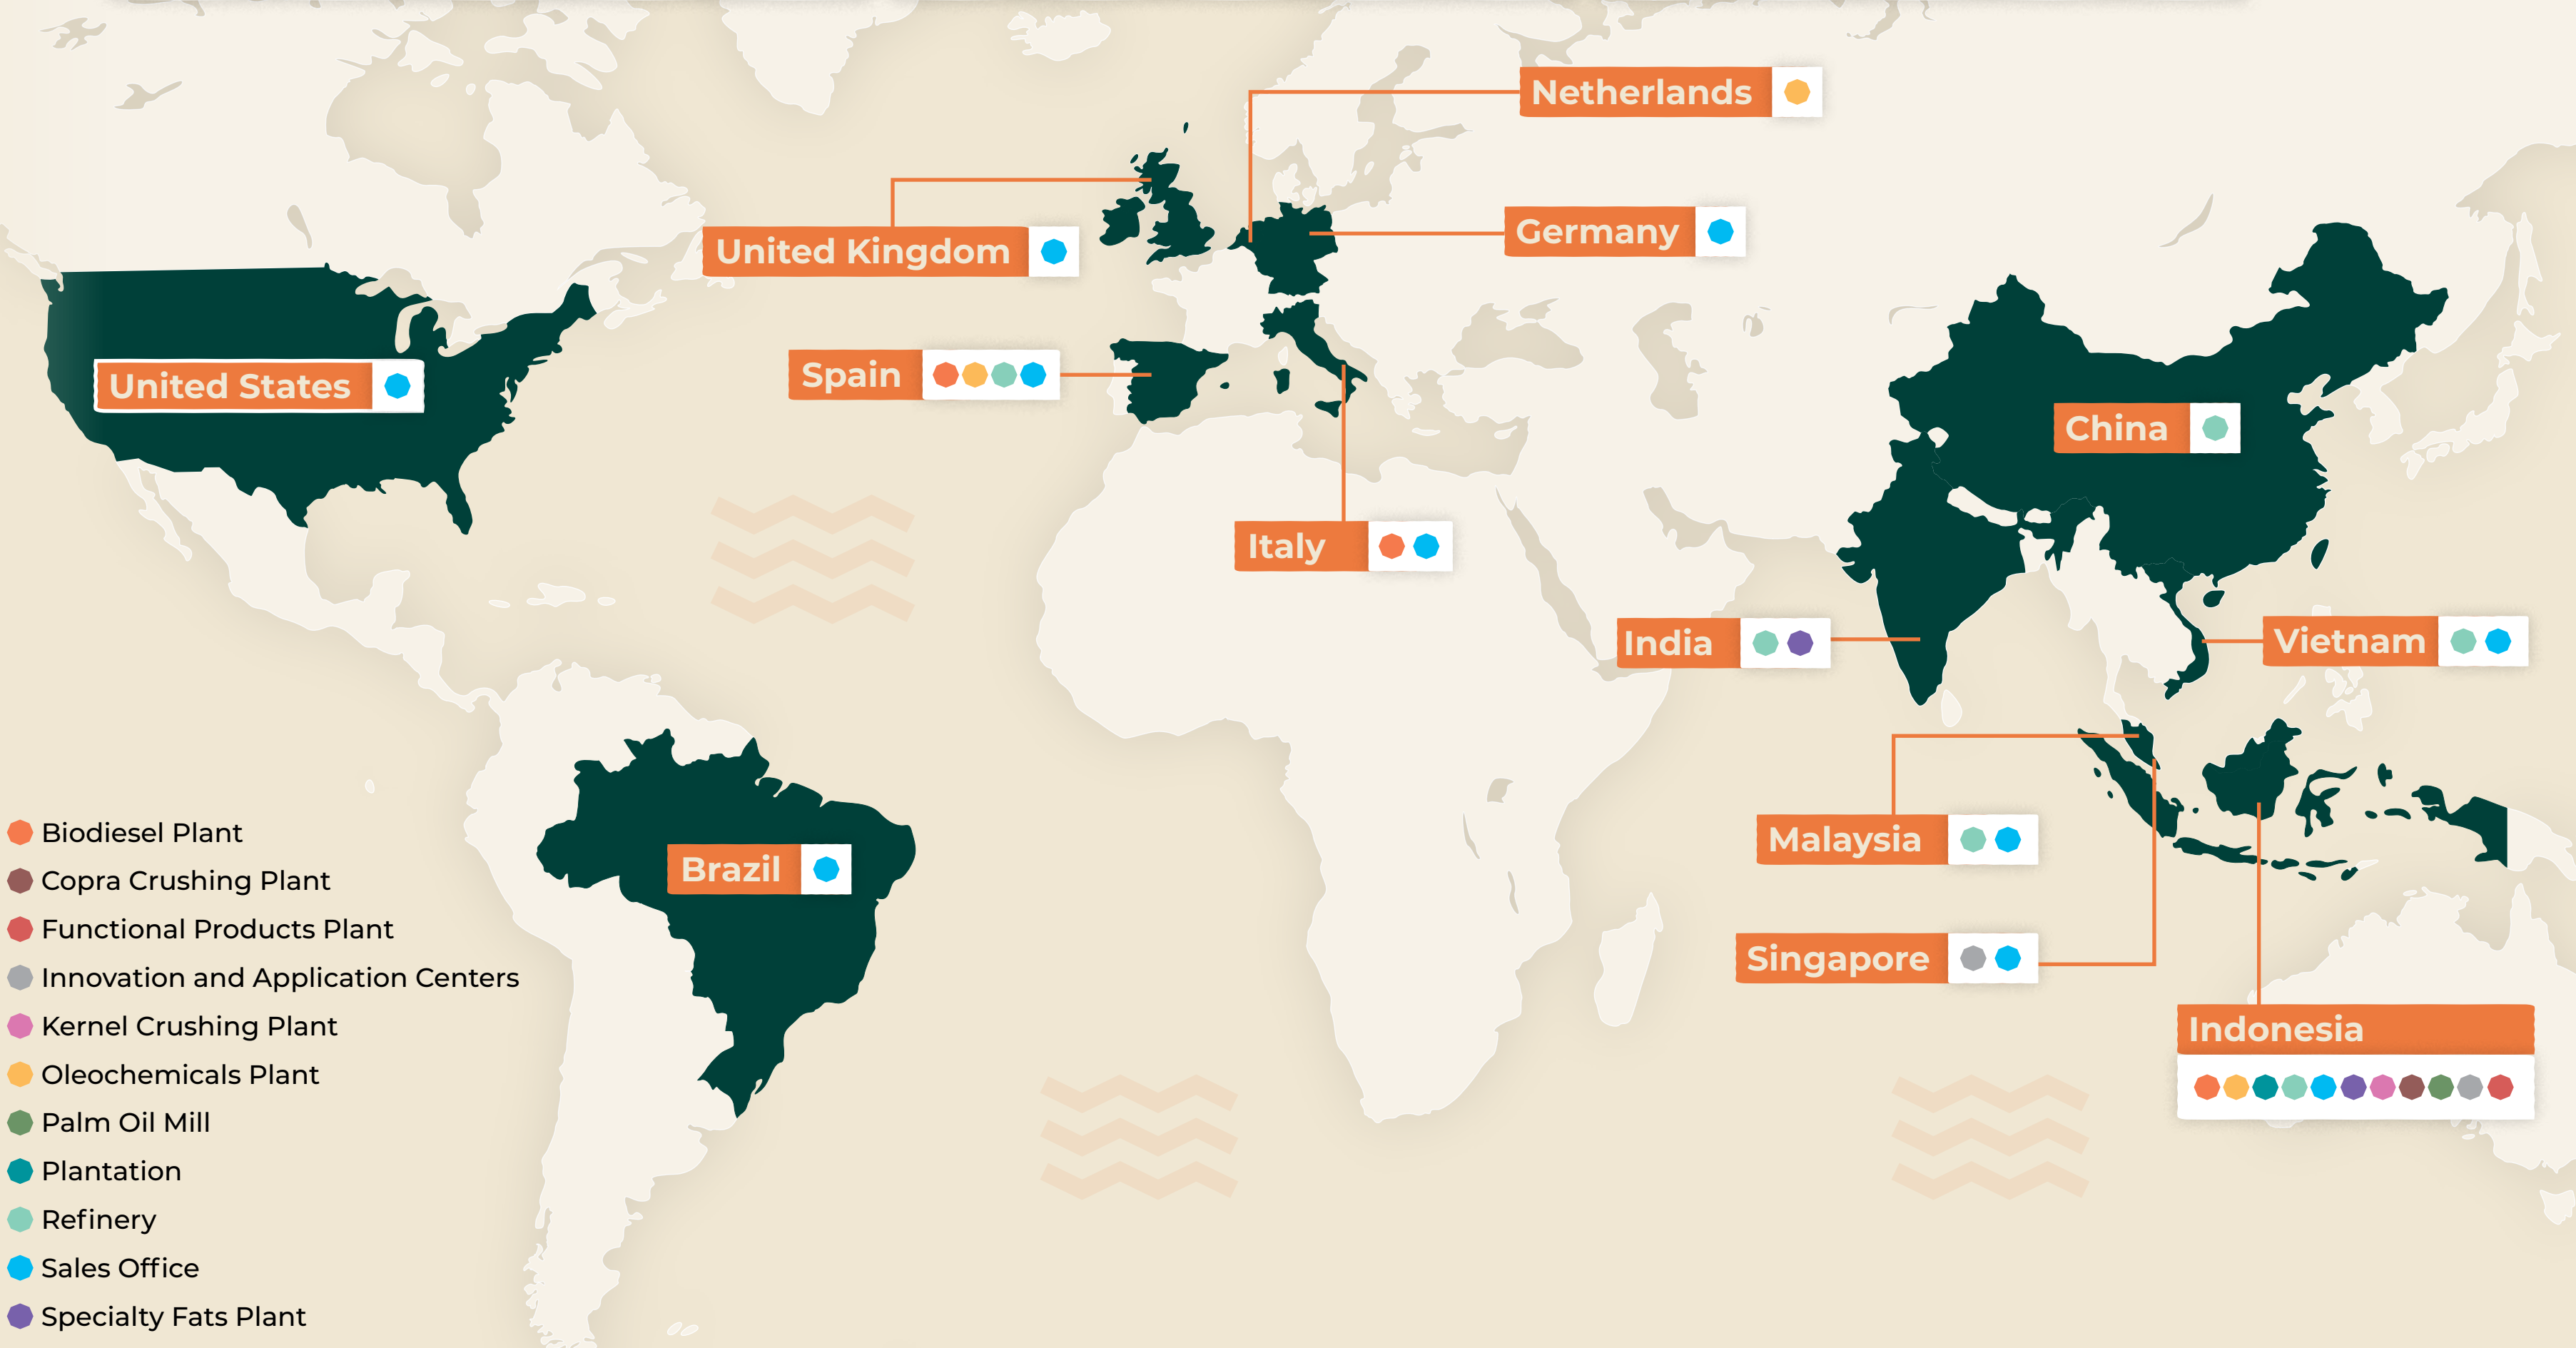 Netherlands
Germany
United Kingdom
United States
Spain
China
Italy
India
Vietnam
Malaysia
Brazil
Singapore
Indonesia
Biodiesel Plant
Copra Crushing Plant
Functional Products Plant
Innovation and Application Centers
Kernel Crushing Plant
Oleochemicals Plant
Palm Oil Mill
Plantation
Refinery
Sales Office
Specialty Fats Plant